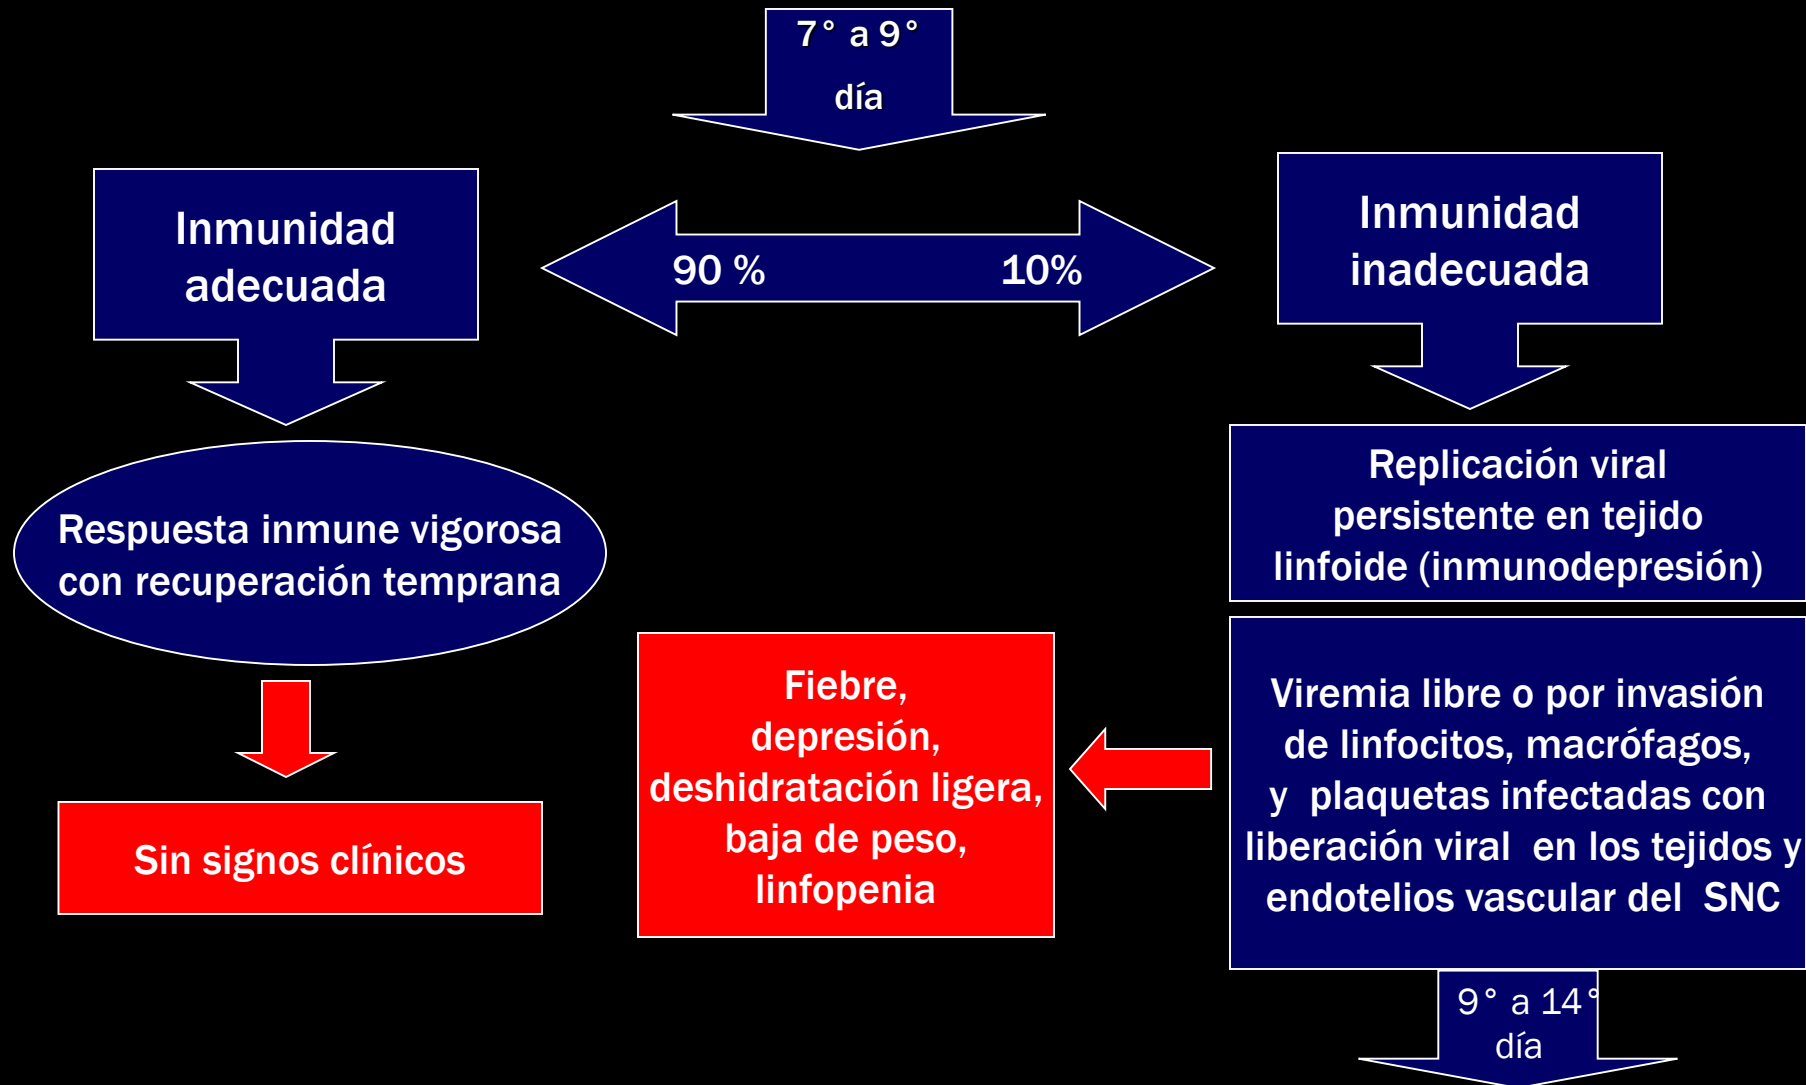 7° a 9°
día
Inmunidad
adecuada
90 %
10%
Inmunidad
inadecuada
Respuesta inmune vigorosa
con recuperación temprana
Sin signos clínicos
Replicación viral
persistente en tejido
linfoide (inmunodepresión)
Fiebre,
depresión,
deshidratación ligera,
baja de peso,
linfopenia
Viremia libre o por invasión
de linfocitos, macrófagos,
y plaquetas infectadas con
liberación viral en los tejidos y
endotelios vascular del SNC
9° a 14°
día